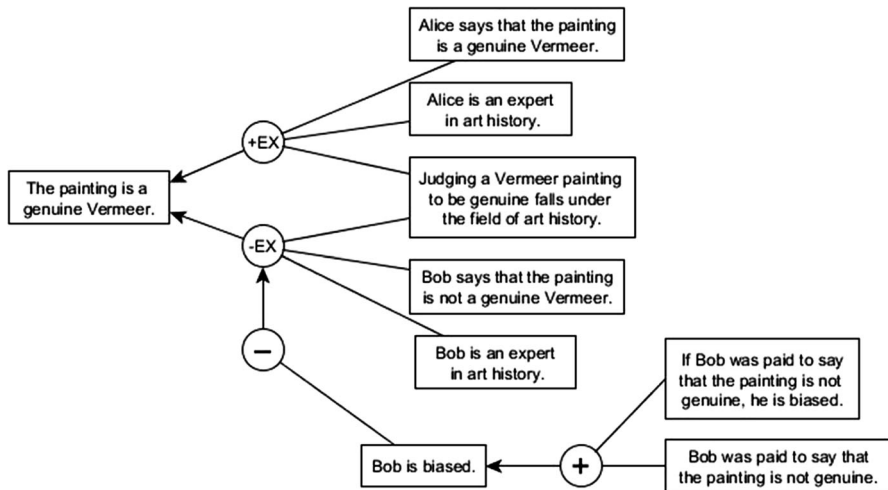 Alice says that the painting
is a genuine Vermeer.
Alice is an expert
in art history.
+EX
The painting is a
genuine Vermeer.
Judging a Vermeer painting
to be genuine falls under
the field of art history.
-EX
Bob says that the painting
is not a genuine Vermeer.
−
Bob is an expert
in art history.
If Bob was paid to say
that the painting is not
genuine, he is biased.
Bob is biased.
+
Bob was paid to say that
the painting is not genuine.